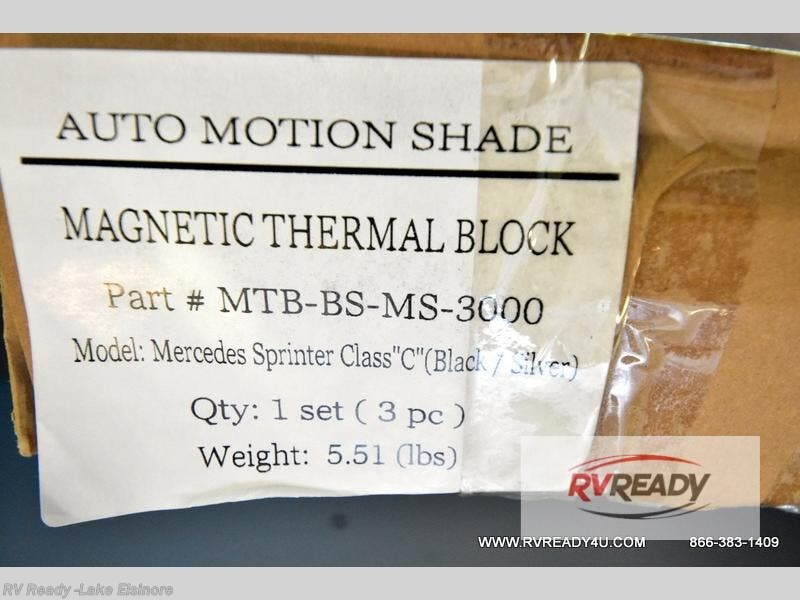 AUTO MOTION SHADE
MAGNETIC THERMAL BLOCK
Part # MTB-BS-MS-3000
Model: Mercedes Sprinter Class"C"(Black / Silver)
Qty: 1 set ( 3 pc )
Weight: 5.51 (lbs)
RVREADY
WWW.RVREADY4U.COM 866-383-1409
RV Ready -Lake Elsinore